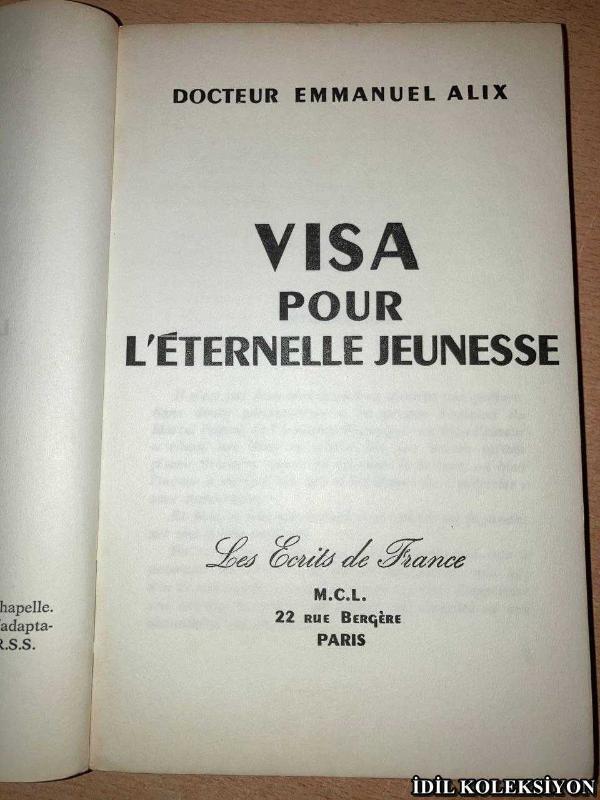 DOCTEUR EMMANUEL ALIX
VISA
POUR
L'ÉTERNELLE JEUNESSE
Les Ecrits de France
M.C.L.
22 RUE BERGÈRE
PARIS
hapelle.
'adapta-
R.S.S.
İDİL KOLEKSİYON